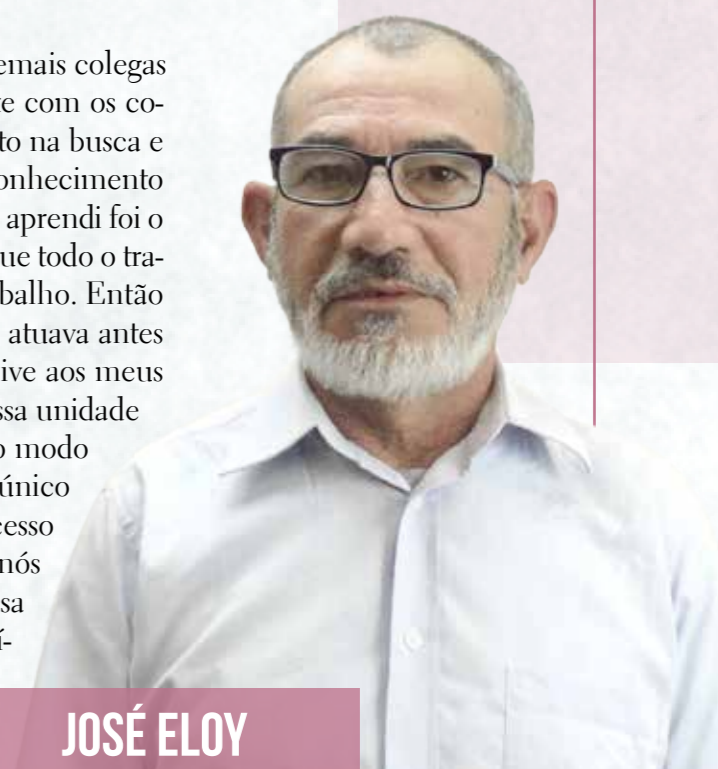 emais colegas
te com os co-
to na busca e
onhecimento
aprendi foi o
ue todo o tra-
balho. Então
atuava antes
ive aos meus
ssa unidade
o modo
único
cesso
nós
sa
í-
JOSÉ ELOY